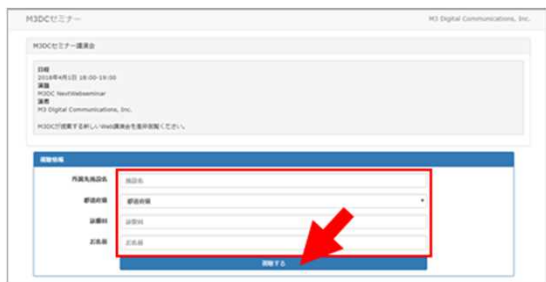 M3DCセミナー
M3 Digital Communications, Inc.
M3DCセミナー講演会
日時
2018年4月1日 18:00-19:00
演題
M3DC NextWebseminar
演者
M3 Digital Communications, Inc.
M3DCが提案する新しいWeb講演会を是非御覧ください。
視聴情報
所属先施設名
施設名
都道府県
都道府県
診療科
診療科
お名前
お名前
視聴する